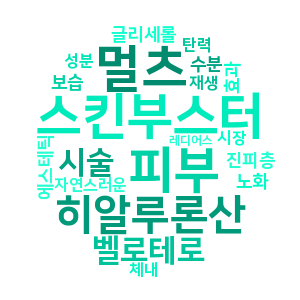 글리세롤
탄력
성분
멀츠
수분
효과
보습
재생
스킨부스터
레디어스
시장
에스테틱
시술
피부
진피층
자연스러운
노화
히알루론산
벨로테로
체내